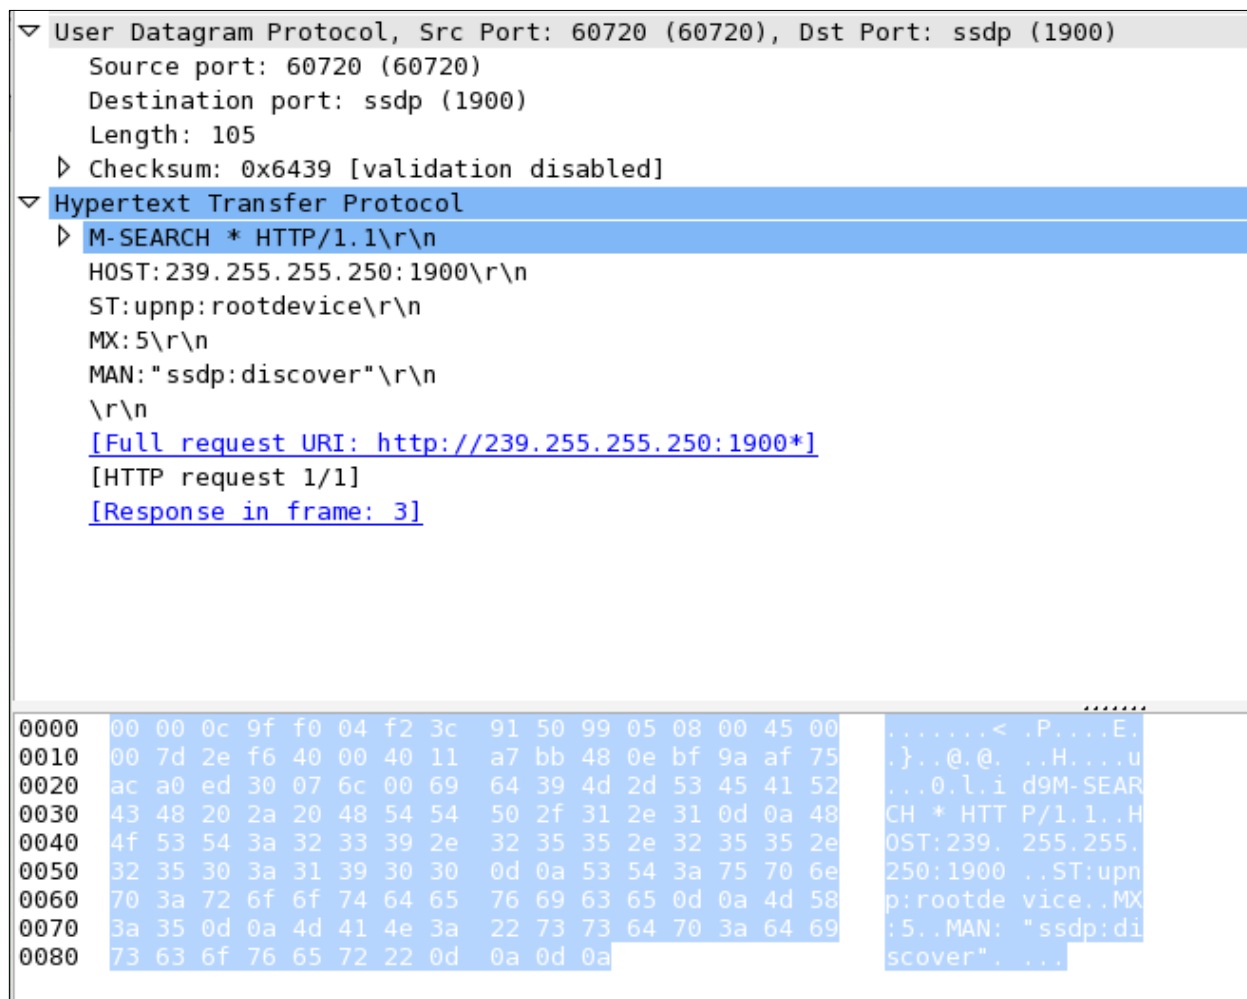 User Datagram Protocol, Src Port: 60720 (60720), Dst Port: ssdp (1900)
Source port: 60720 (60720)
Destination port: ssdp (1900)
Length: 105
Checksum: 0x6439 [validation disabled]
Hypertext Transfer Protocol
M-SEARCH * HTTP/1.1\r\n
HOST:239.255.255.250:1900\r\n
ST:upnp:rootdevice\r\n
MX:5\r\n
MAN:"ssdp:discover"\r\n
\r\n
[Full request URI: http://239.255.255.250:1900*]
[HTTP request 1/1]
[Response in frame: 3]
0000 00 00 0c 9f f0 04 f2 3c 91 50 99 05 08 00 45 00 .......< .P....E.
0010 00 7d 2e f6 40 00 40 11 a7 bb 48 0e bf 9a af 75 .}..@.@. ..H....u
0020 ac a0 ed 30 07 6c 00 69 64 39 4d 2d 53 45 41 52 ...0.l.i d9M-SEAR
0030 43 48 20 2a 20 48 54 54 50 2f 31 2e 31 0d 0a 48 CH * HTT P/1.1..H
0040 4f 53 54 3a 32 33 39 2e 32 35 35 2e 32 35 35 2e OST:239. 255.255.
0050 32 35 30 3a 31 39 30 30 0d 0a 53 54 3a 75 70 6e 250:1900 ..ST:upn
0060 70 3a 72 6f 6f 74 64 65 76 69 63 65 0d 0a 4d 58 p:rootde vice..MX
0070 3a 35 0d 0a 4d 41 4e 3a 22 73 73 64 70 3a 64 69 :5..MAN: "ssdp:di
0080 73 63 6f 76 65 72 22 0d 0a 0d 0a scover". ...